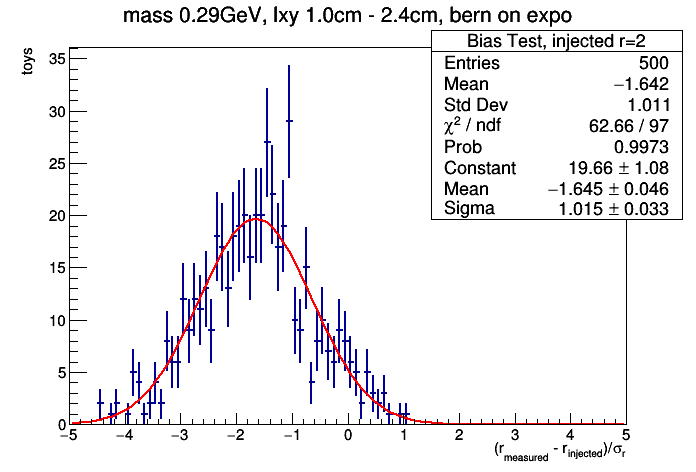 mass 0.29GeV, lxy 1.0cm - 2.4cm, bern on expo
Bias Test, injected r=2
Entries 500
Mean −1.642
Std Dev 1.011
χ² / ndf 62.66 / 97
Prob 0.9973
Constant 19.66 ± 1.08
Mean −1.645 ± 0.046
Sigma 1.015 ± 0.033
toys
35
30
25
20
15
10
5
0
−5 −4 −3 −2 −1 0 1 2 3 4 5
(r_measured - r_injected)/σ_r